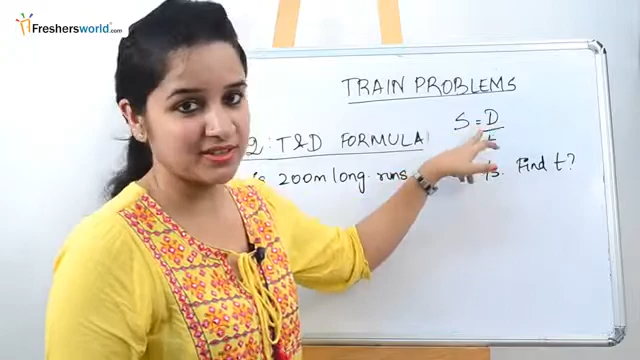 Freshersworld.com
TRAIN PROBLEMS
Q: T&D FORMULA
S = D
200m long. runs
Find t?